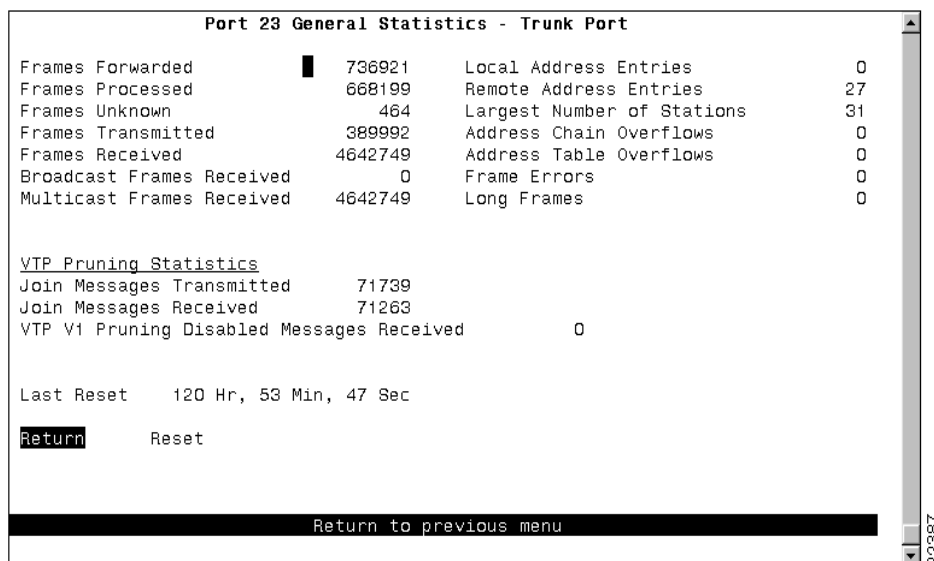 Port 23 General Statistics - Trunk Port
Frames Forwarded 736921 Local Address Entries 0
Frames Processed 668199 Remote Address Entries 27
Frames Unknown 464 Largest Number of Stations 31
Frames Transmitted 389992 Address Chain Overflows 0
Frames Received 4642749 Address Table Overflows 0
Broadcast Frames Received 0 Frame Errors 0
Multicast Frames Received 4642749 Long Frames 0
VTP Pruning Statistics
Join Messages Transmitted 71739
Join Messages Received 71263
VTP V1 Pruning Disabled Messages Received 0
Last Reset 120 Hr, 53 Min, 47 Sec
Return Reset
Return to previous menu